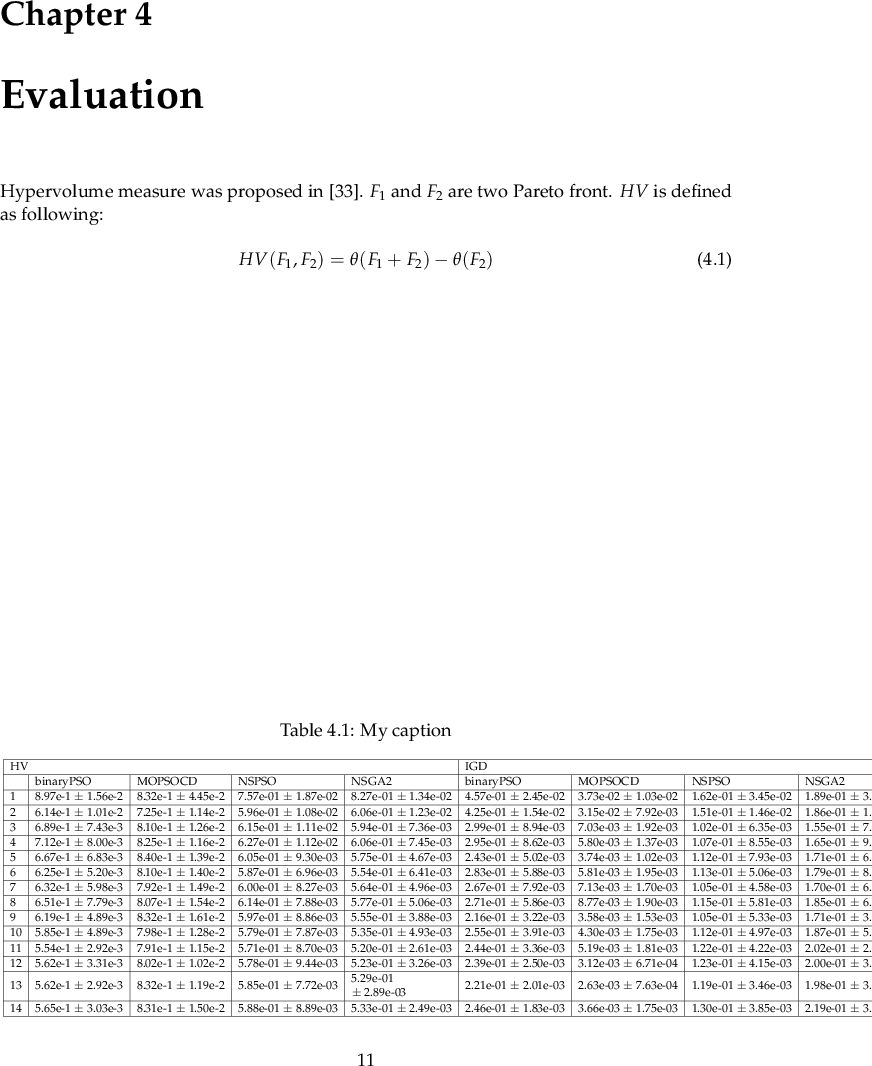 Chapter 4
Evaluation
Hypervolume measure was proposed in [33]. F1 and F2 are two Pareto front. HV is defined
as following:
HV(F1, F2) = θ(F1 + F2) − θ(F2) (4.1)
Table 4.1: My caption
HV IGD
binaryPSO MOPSOCD NSPSO NSGA2 binaryPSO MOPSOCD NSPSO NSGA2
1 8.97e-1 ± 1.56e-2 8.32e-1 ± 4.45e-2 7.57e-01 ± 1.87e-02 8.27e-01 ± 1.34e-02 4.57e-01 ± 2.45e-02 3.73e-02 ± 1.03e-02 1.62e-01 ± 3.45e-02 1.89e-01 ± 3.
2 6.14e-1 ± 1.01e-2 7.25e-1 ± 1.14e-2 5.96e-01 ± 1.08e-02 6.06e-01 ± 1.23e-02 4.25e-01 ± 1.54e-02 3.15e-02 ± 7.92e-03 1.51e-01 ± 1.46e-02 1.86e-01 ± 1.
3 6.89e-1 ± 7.43e-3 8.10e-1 ± 1.26e-2 6.15e-01 ± 1.11e-02 5.94e-01 ± 7.36e-03 2.99e-01 ± 8.94e-03 7.03e-03 ± 1.92e-03 1.02e-01 ± 6.35e-03 1.55e-01 ± 7.
4 7.12e-1 ± 8.00e-3 8.25e-1 ± 1.16e-2 6.27e-01 ± 1.12e-02 6.06e-01 ± 7.45e-03 2.95e-01 ± 8.62e-03 5.80e-03 ± 1.37e-03 1.07e-01 ± 8.55e-03 1.65e-01 ± 9.
5 6.67e-1 ± 6.83e-3 8.40e-1 ± 1.39e-2 6.05e-01 ± 9.30e-03 5.75e-01 ± 4.67e-03 2.43e-01 ± 5.02e-03 3.74e-03 ± 1.02e-03 1.12e-01 ± 7.93e-03 1.71e-01 ± 6.
6 6.25e-1 ± 5.20e-3 8.10e-1 ± 1.40e-2 5.87e-01 ± 6.96e-03 5.54e-01 ± 6.41e-03 2.83e-01 ± 5.88e-03 5.81e-03 ± 1.95e-03 1.13e-01 ± 5.06e-03 1.79e-01 ± 8.
7 6.32e-1 ± 5.98e-3 7.92e-1 ± 1.49e-2 6.00e-01 ± 8.27e-03 5.64e-01 ± 4.96e-03 2.67e-01 ± 7.92e-03 7.13e-03 ± 1.70e-03 1.05e-01 ± 4.58e-03 1.70e-01 ± 6.
8 6.51e-1 ± 7.79e-3 8.07e-1 ± 1.54e-2 6.14e-01 ± 7.88e-03 5.77e-01 ± 5.06e-03 2.71e-01 ± 5.86e-03 8.77e-03 ± 1.90e-03 1.15e-01 ± 5.81e-03 1.85e-01 ± 6.
9 6.19e-1 ± 4.89e-3 8.32e-1 ± 1.61e-2 5.97e-01 ± 8.86e-03 5.55e-01 ± 3.88e-03 2.16e-01 ± 3.22e-03 3.58e-03 ± 1.53e-03 1.05e-01 ± 5.33e-03 1.71e-01 ± 3.
10 5.85e-1 ± 4.89e-3 7.98e-1 ± 1.28e-2 5.79e-01 ± 7.87e-03 5.35e-01 ± 4.93e-03 2.55e-01 ± 3.91e-03 4.30e-03 ± 1.75e-03 1.12e-01 ± 4.97e-03 1.87e-01 ± 5.
11 5.54e-1 ± 2.92e-3 7.91e-1 ± 1.15e-2 5.71e-01 ± 8.70e-03 5.20e-01 ± 2.61e-03 2.44e-01 ± 3.36e-03 5.19e-03 ± 1.81e-03 1.22e-01 ± 4.22e-03 2.02e-01 ± 2.
12 5.62e-1 ± 3.31e-3 8.02e-1 ± 1.02e-2 5.78e-01 ± 9.44e-03 5.23e-01 ± 3.26e-03 2.39e-01 ± 2.50e-03 3.12e-03 ± 6.71e-04 1.23e-01 ± 4.15e-03 2.00e-01 ± 3.
13 5.62e-1 ± 2.92e-3 8.32e-1 ± 1.19e-2 5.85e-01 ± 7.72e-03 5.29e-01 ± 2.89e-03 2.21e-01 ± 2.01e-03 2.63e-03 ± 7.63e-04 1.19e-01 ± 3.46e-03 1.98e-01 ± 3.
14 5.65e-1 ± 3.03e-3 8.31e-1 ± 1.50e-2 5.88e-01 ± 8.89e-03 5.33e-01 ± 2.49e-03 2.46e-01 ± 1.83e-03 3.66e-03 ± 1.75e-03 1.30e-01 ± 3.85e-03 2.19e-01 ± 3.
11